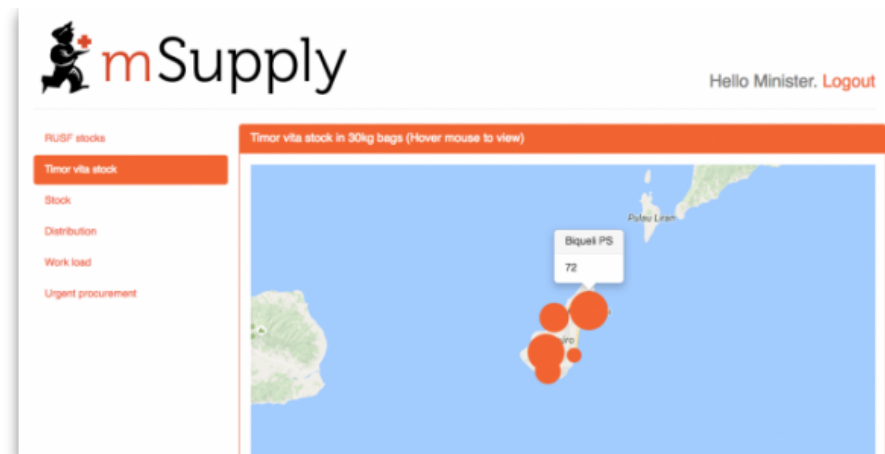 mSupply
Hello Minister. Logout
RUSF stocks
Timor vita stock
Stock
Distribution
Work load
Urgent procurement
Timor vita stock in 30kg bags (Hover mouse to view)
Pulau Liran
Biqueli PS
72